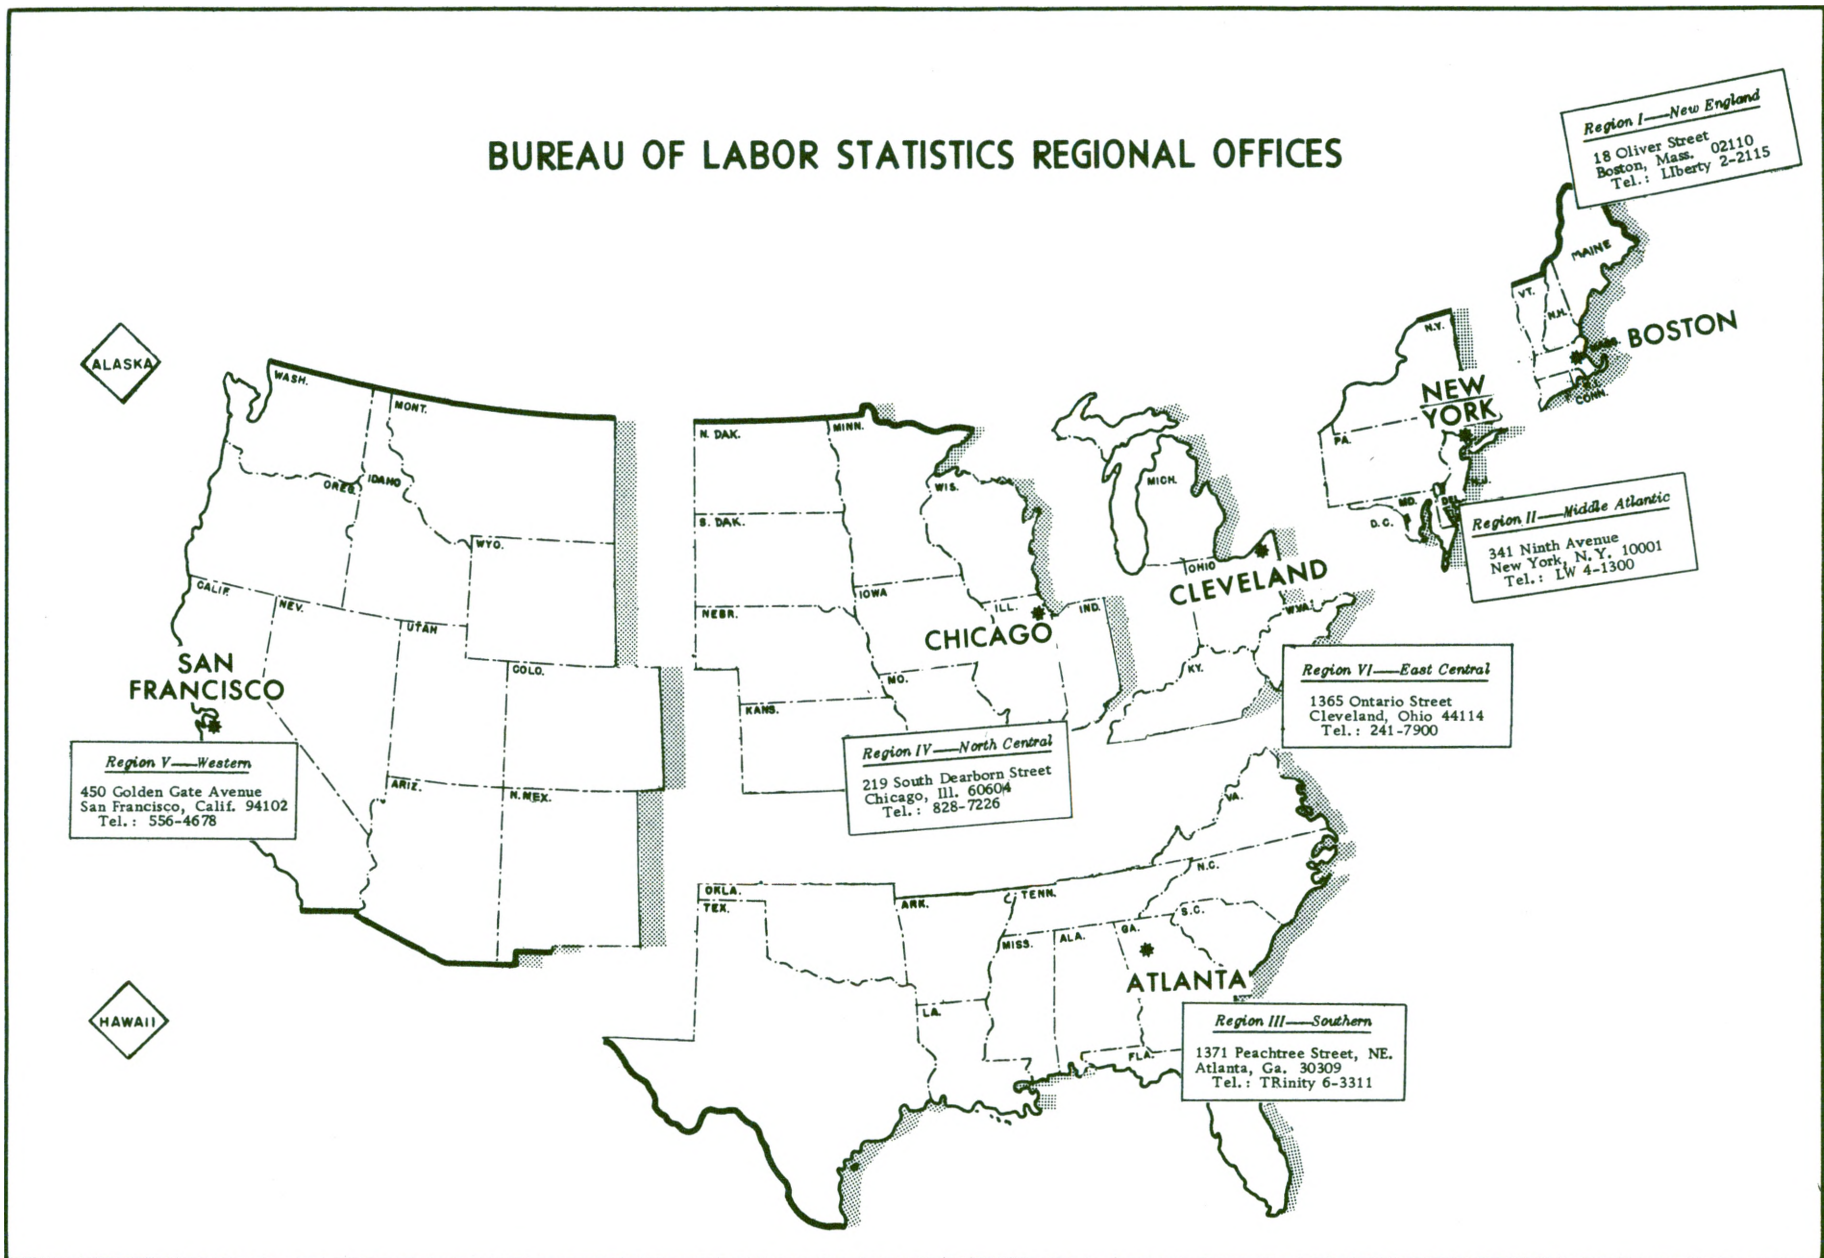 BUREAU OF LABOR STATISTICS REGIONAL OFFICES
Region I—New England
18 Oliver Street
Boston, Mass. 02110
Tel.: LIberty 2-2115
MAINE
VT.
N.H.
MASS.
BOSTON
R.I.
CONN.
N.Y.
NEW
YORK
PA.
N.J.
MD.
DEL.
D.C.
Region II—Middle Atlantic
341 Ninth Avenue
New York, N.Y. 10001
Tel.: LW 4-1300
ALASKA
WASH.
MONT.
OREG.
IDAHO
WYO.
CALIF.
NEV.
UTAH
COLO.
SAN
FRANCISCO
ARIZ.
N.MEX.
Region V—Western
450 Golden Gate Avenue
San Francisco, Calif. 94102
Tel.: 556-4678
HAWAII
N. DAK.
MINN.
S. DAK.
WIS.
NEBR.
IOWA
ILL.
IND.
CHICAGO
MO.
KANS.
Region IV—North Central
219 South Dearborn Street
Chicago, Ill. 60604
Tel.: 828-7226
MICH.
OHIO
CLEVELAND
W.VA.
KY.
Region VI—East Central
1365 Ontario Street
Cleveland, Ohio 44114
Tel.: 241-7900
VA.
N.C.
OKLA.
TEX.
ARK.
TENN.
S.C.
MISS.
ALA.
GA.
ATLANTA
LA.
FLA.
Region III—Southern
1371 Peachtree Street, NE.
Atlanta, Ga. 30309
Tel.: TRinity 6-3311